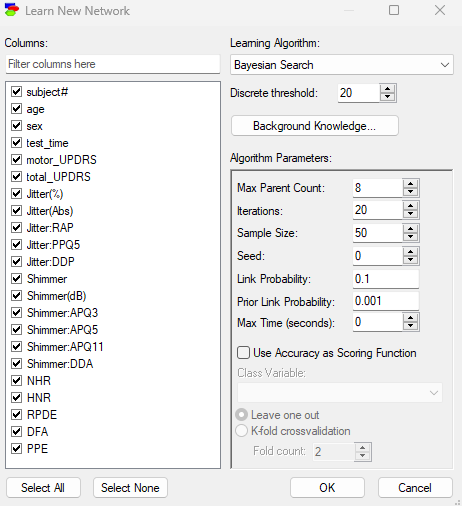 Learn New Network
Columns:
Filter columns here
subject#
age
sex
test_time
motor_UPDRS
total_UPDRS
Jitter(%)
Jitter(Abs)
Jitter:RAP
Jitter:PPQ5
Jitter:DDP
Shimmer
Shimmer(dB)
Shimmer:APQ3
Shimmer:APQ5
Shimmer:APQ11
Shimmer:DDA
NHR
HNR
RPDE
DFA
PPE
Select All
Select None
Learning Algorithm:
Bayesian Search
Discrete threshold: 20
Background Knowledge...
Algorithm Parameters:
Max Parent Count: 8
Iterations: 20
Sample Size: 50
Seed: 0
Link Probability: 0.1
Prior Link Probability: 0.001
Max Time (seconds): 0
Use Accuracy as Scoring Function
Class Variable:
Leave one out
K-fold crossvalidation
Fold count: 2
OK
Cancel